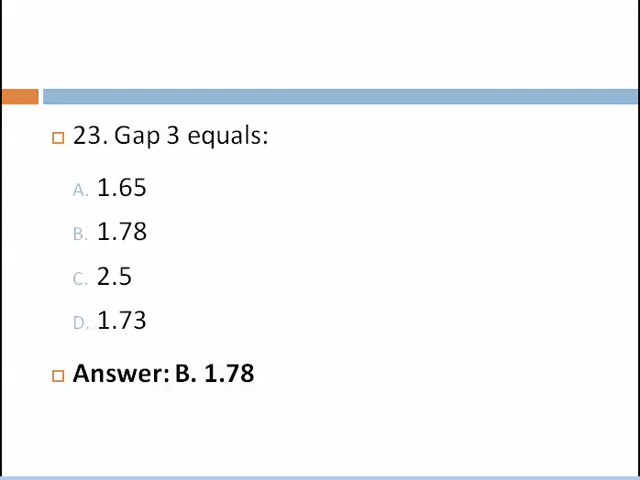 23. Gap 3 equals:
A. 1.65
B. 1.78
C. 2.5
D. 1.73
Answer: B. 1.78